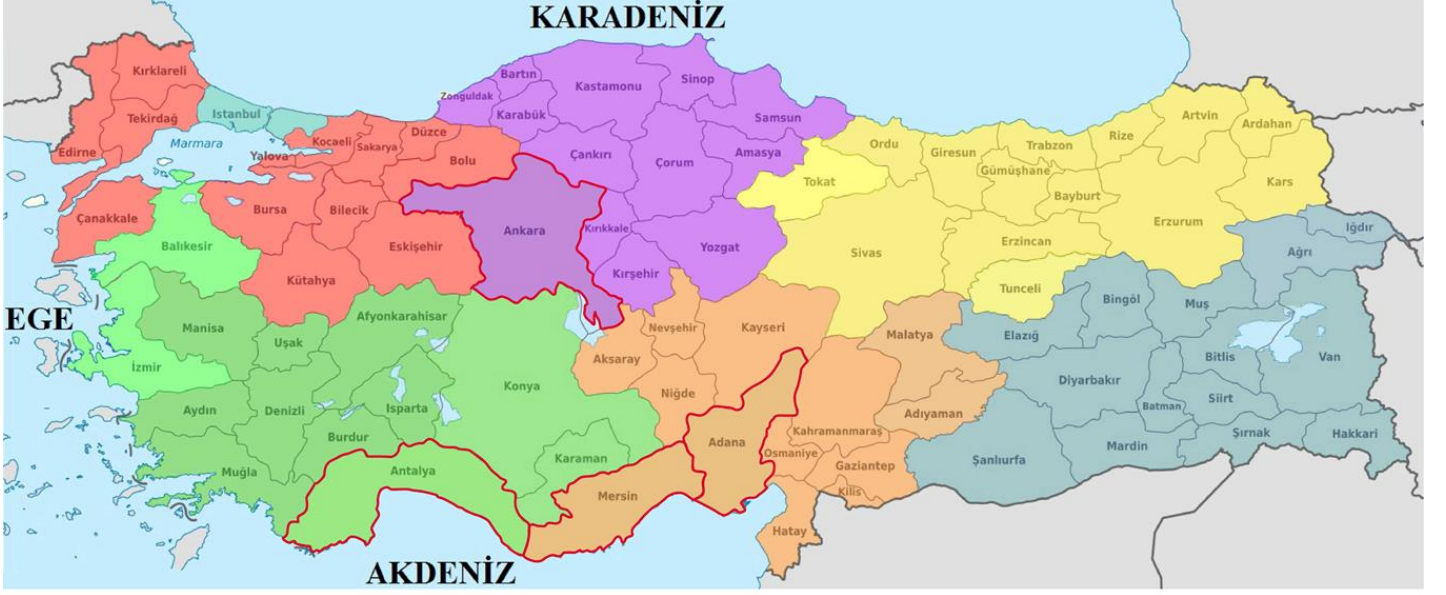 KARADENİZ
Kırklareli
Tekirdağ
Edirne
Istanbul
Marmara
Yalova
Kocaeli
Sakarya
Düzce
Bolu
Zonguldak
Bartın
Karabük
Kastamonu
Sinop
Samsun
Çankırı
Çorum
Amasya
Tokat
Ordu
Giresun
Trabzon
Gümüşhane
Rize
Artvin
Ardahan
Bayburt
Kars
Çanakkale
Balıkesir
Bursa
Bilecik
Eskişehir
Kütahya
Ankara
Kırıkkale
Kırşehir
Yozgat
Sivas
Erzincan
Erzurum
Tunceli
Iğdır
Ağrı
EGE
Manisa
Uşak
Afyonkarahisar
İzmir
Konya
Aksaray
Nevşehir
Kayseri
Niğde
Malatya
Elazığ
Bingöl
Muş
Bitlis
Van
Aydın
Denizli
Isparta
Burdur
Muğla
Antalya
Karaman
Mersin
Adana
Kahramanmaraş
Osmaniye
Gaziantep
Kilis
Hatay
Adıyaman
Şanlıurfa
Diyarbakır
Batman
Siirt
Mardin
Şırnak
Hakkari
AKDENİZ